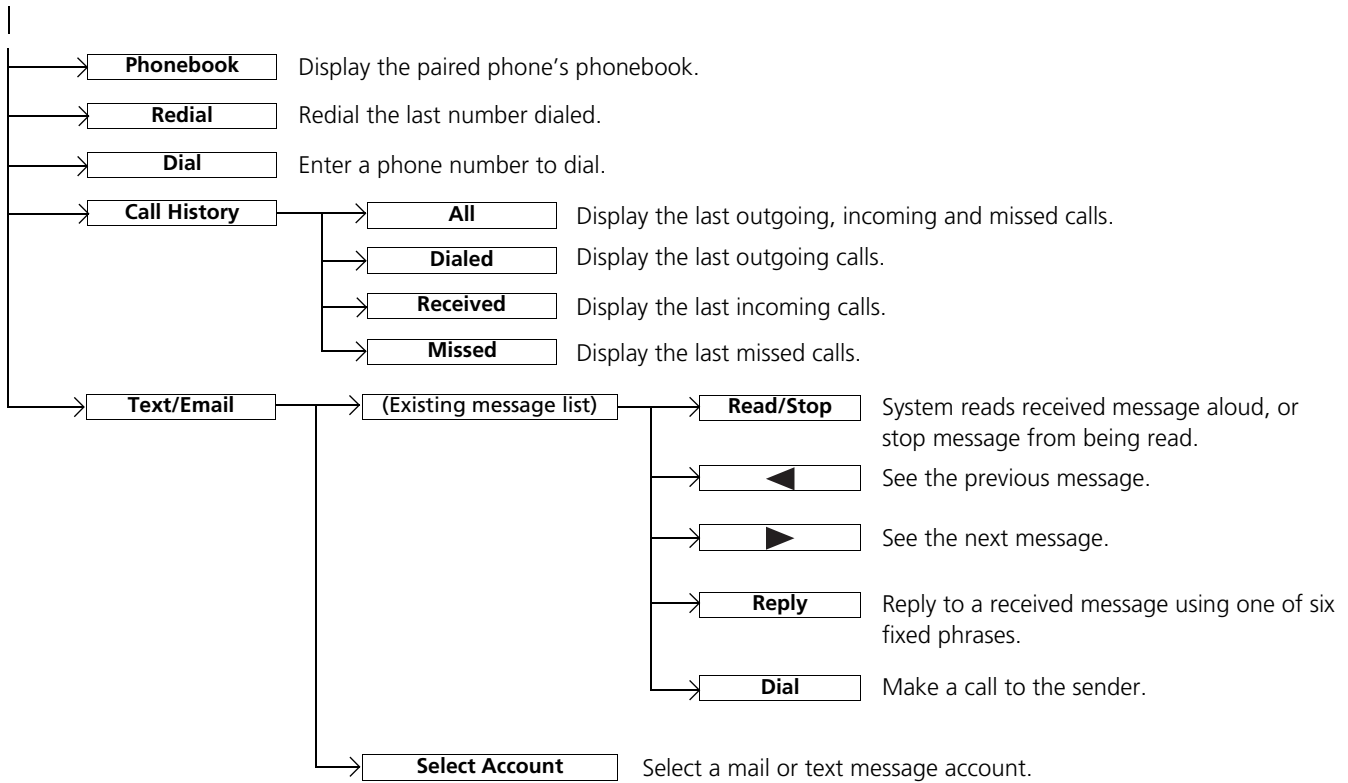 Phonebook Display the paired phone's phonebook.
Redial Redial the last number dialed.
Dial Enter a phone number to dial.
Call History All Display the last outgoing, incoming and missed calls.
Dialed Display the last outgoing calls.
Received Display the last incoming calls.
Missed Display the last missed calls.
Text/Email (Existing message list) Read/Stop System reads received message aloud, or
stop message from being read.
◀ See the previous message.
▶ See the next message.
Reply Reply to a received message using one of six
fixed phrases.
Dial Make a call to the sender.
Select Account Select a mail or text message account.